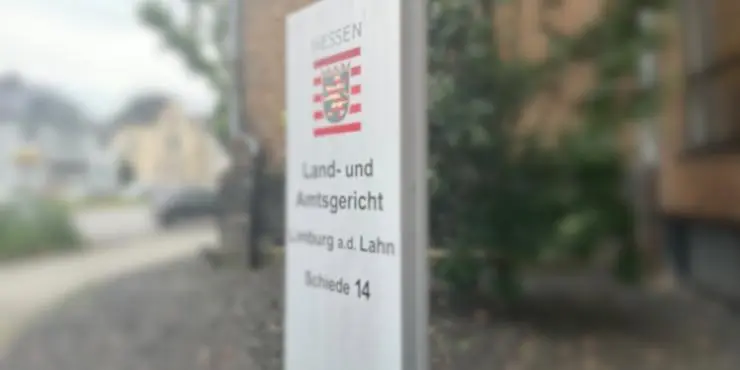 HESSEN
Land- und
Amtsgericht
Limburg a.d. Lahn
Schiede 14